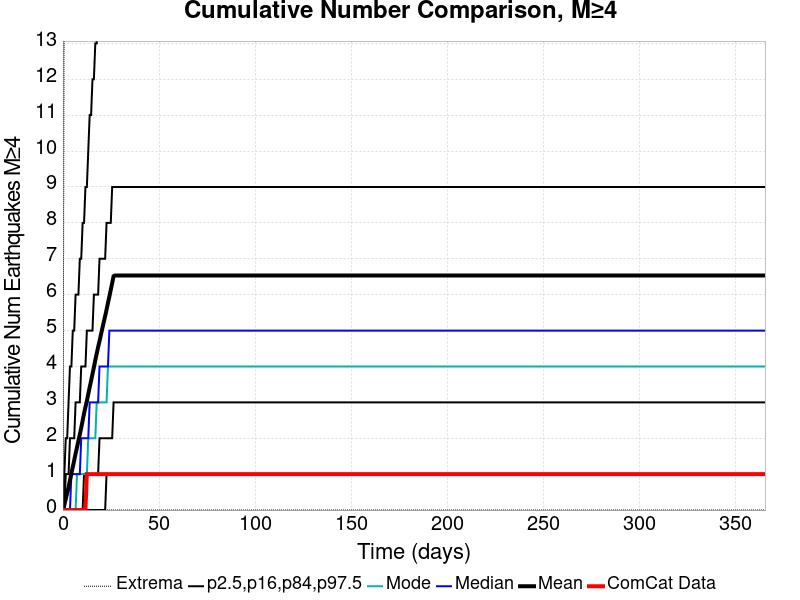 Cumulative Number Comparison, M≥4
Cumulative Num Earthquakes M≥4
13
12
11
10
9
8
7
6
5
4
3
2
1
0
0 50 100 150 200 250 300 350
Time (days)
Extrema p2.5,p16,p84,p97.5 Mode Median Mean ComCat Data